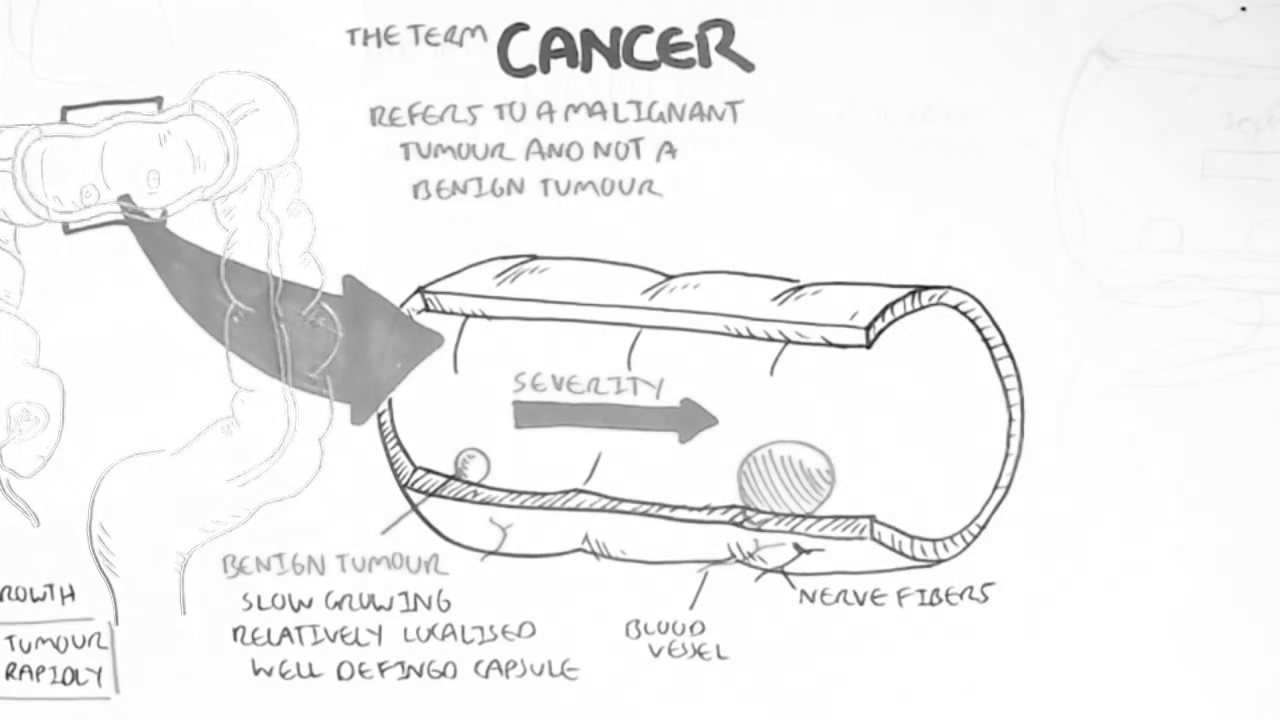 THE TERM CANCER
REFERS TO A MALIGNANT
TUMOUR AND NOT A
BENIGN TUMOUR
SEVERITY
BENIGN TUMOUR
SLOW GROWING
RELATIVELY LOCALISED
WELL DEFINED CAPSULE
BLOOD
VESSEL
NERVE FIBERS
ROWTH
TUMOUR
RAPIDLY